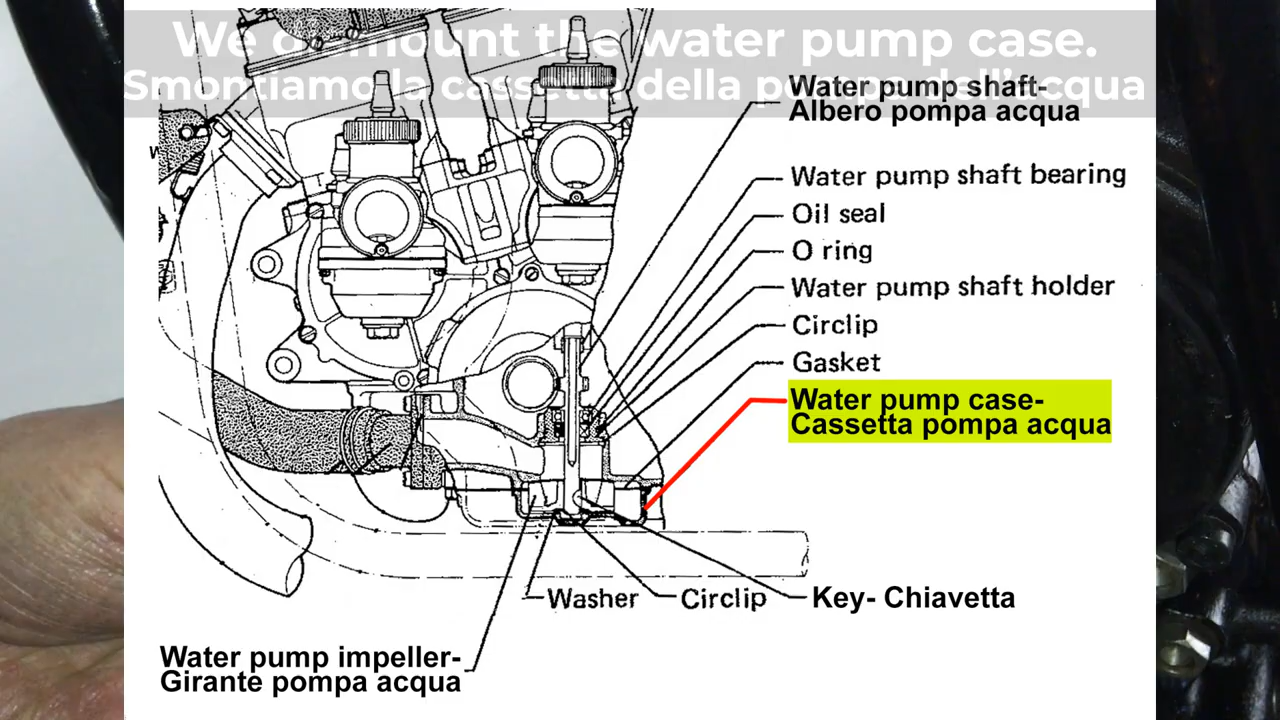 We dismount the water pump case.
Smontiamo la cassetta della pompa dell'acqua
Water pump shaft-
Albero pompa acqua
Water pump shaft bearing
Oil seal
O ring
Water pump shaft holder
Circlip
Gasket
Water pump case-
Cassetta pompa acqua
Washer
Circlip
Key- Chiavetta
Water pump impeller-
Girante pompa acqua